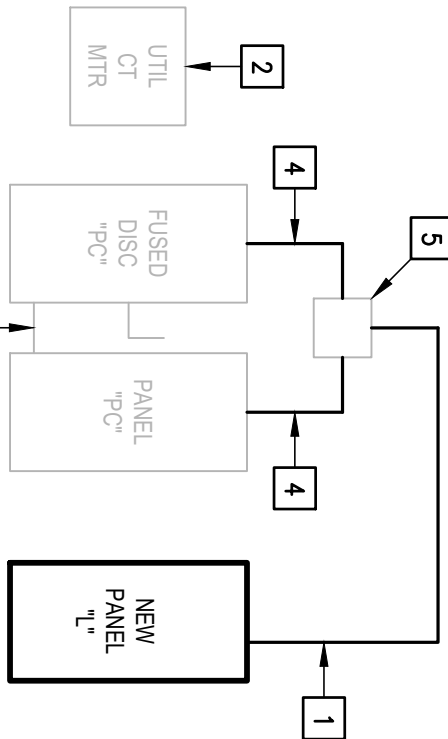 2
UTIL
CT
MTR
4
FUSED
DISC
"PC"
5
PANEL
"PC"
4
NEW
PANEL
"L"
1